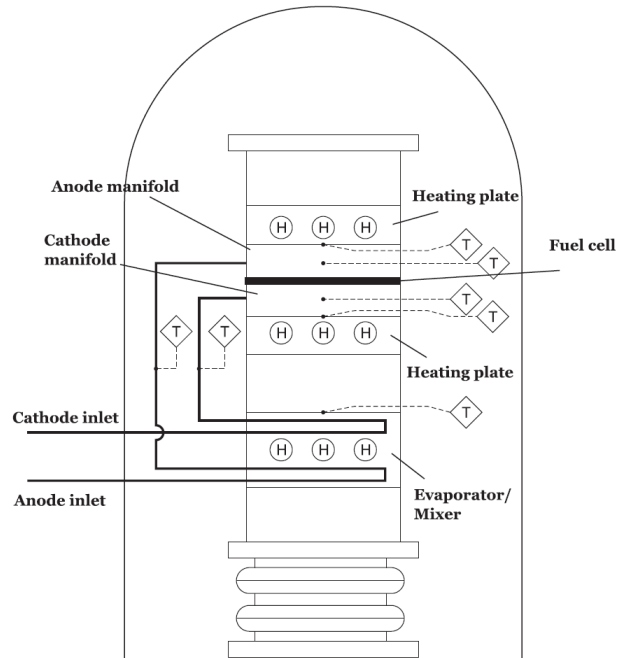 Anode manifold
Heating plate
H H H
T
Cathode
manifold
Fuel cell
T
T
T
T T
H H H
Heating plate
T
Cathode inlet
H H H
Anode inlet
Evaporator/
Mixer